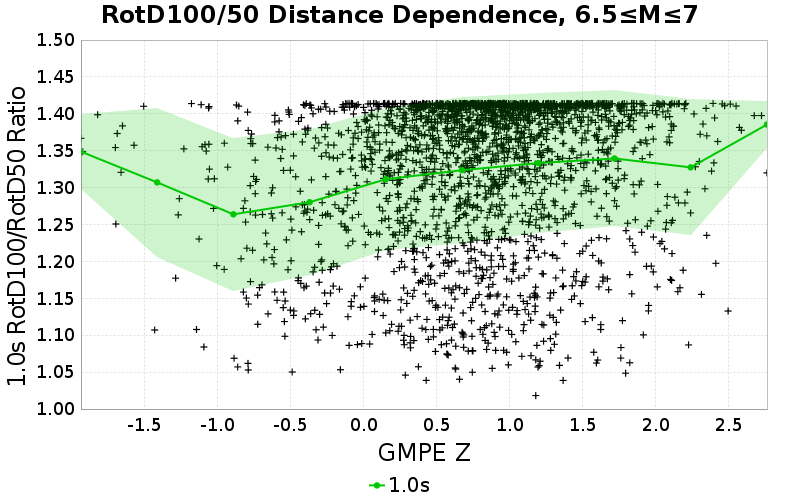 RotD100/50 Distance Dependence, 6.5≤M≤7
1.0s RotD100/RotD50 Ratio
1.50
1.45
1.40
1.35
1.30
1.25
1.20
1.15
1.10
1.05
1.00
-1.5 -1.0 -0.5 0.0 0.5 1.0 1.5 2.0 2.5
GMPE Z
1.0s